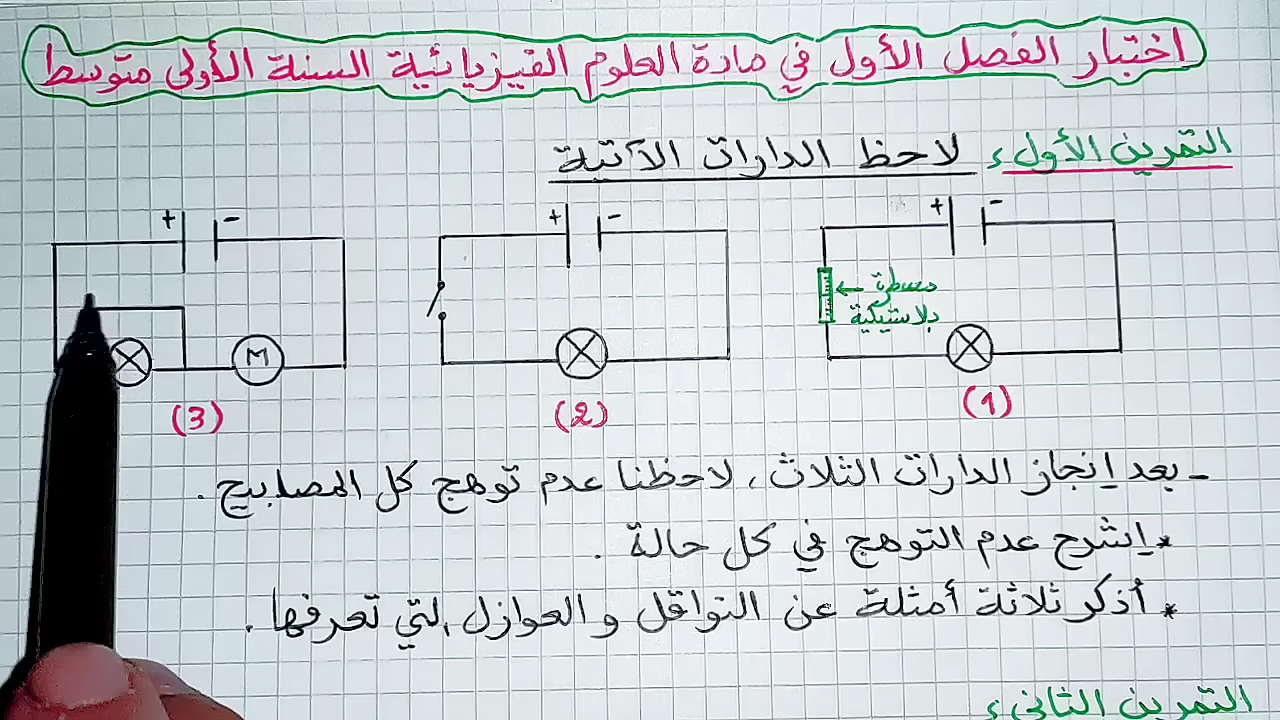 اختبار الفصل الأول في مادة العلوم الفيزيائية السنة الأولى متوسط
التمرين الأول: لاحظ الدارات الآتية
+ -
+ -
+ -
مسطرة
بلاستيكية
M
(1)
(2)
(3)
- بعد إنجاز الدارات الثلاث، لاحظنا عدم توهج كل المصابيح.
* إشرح عدم التوهج في كل حالة.
* أذكر ثلاثة أمثلة عن النواقل و العوازل التي تعرفها.
التمرين الثاني: